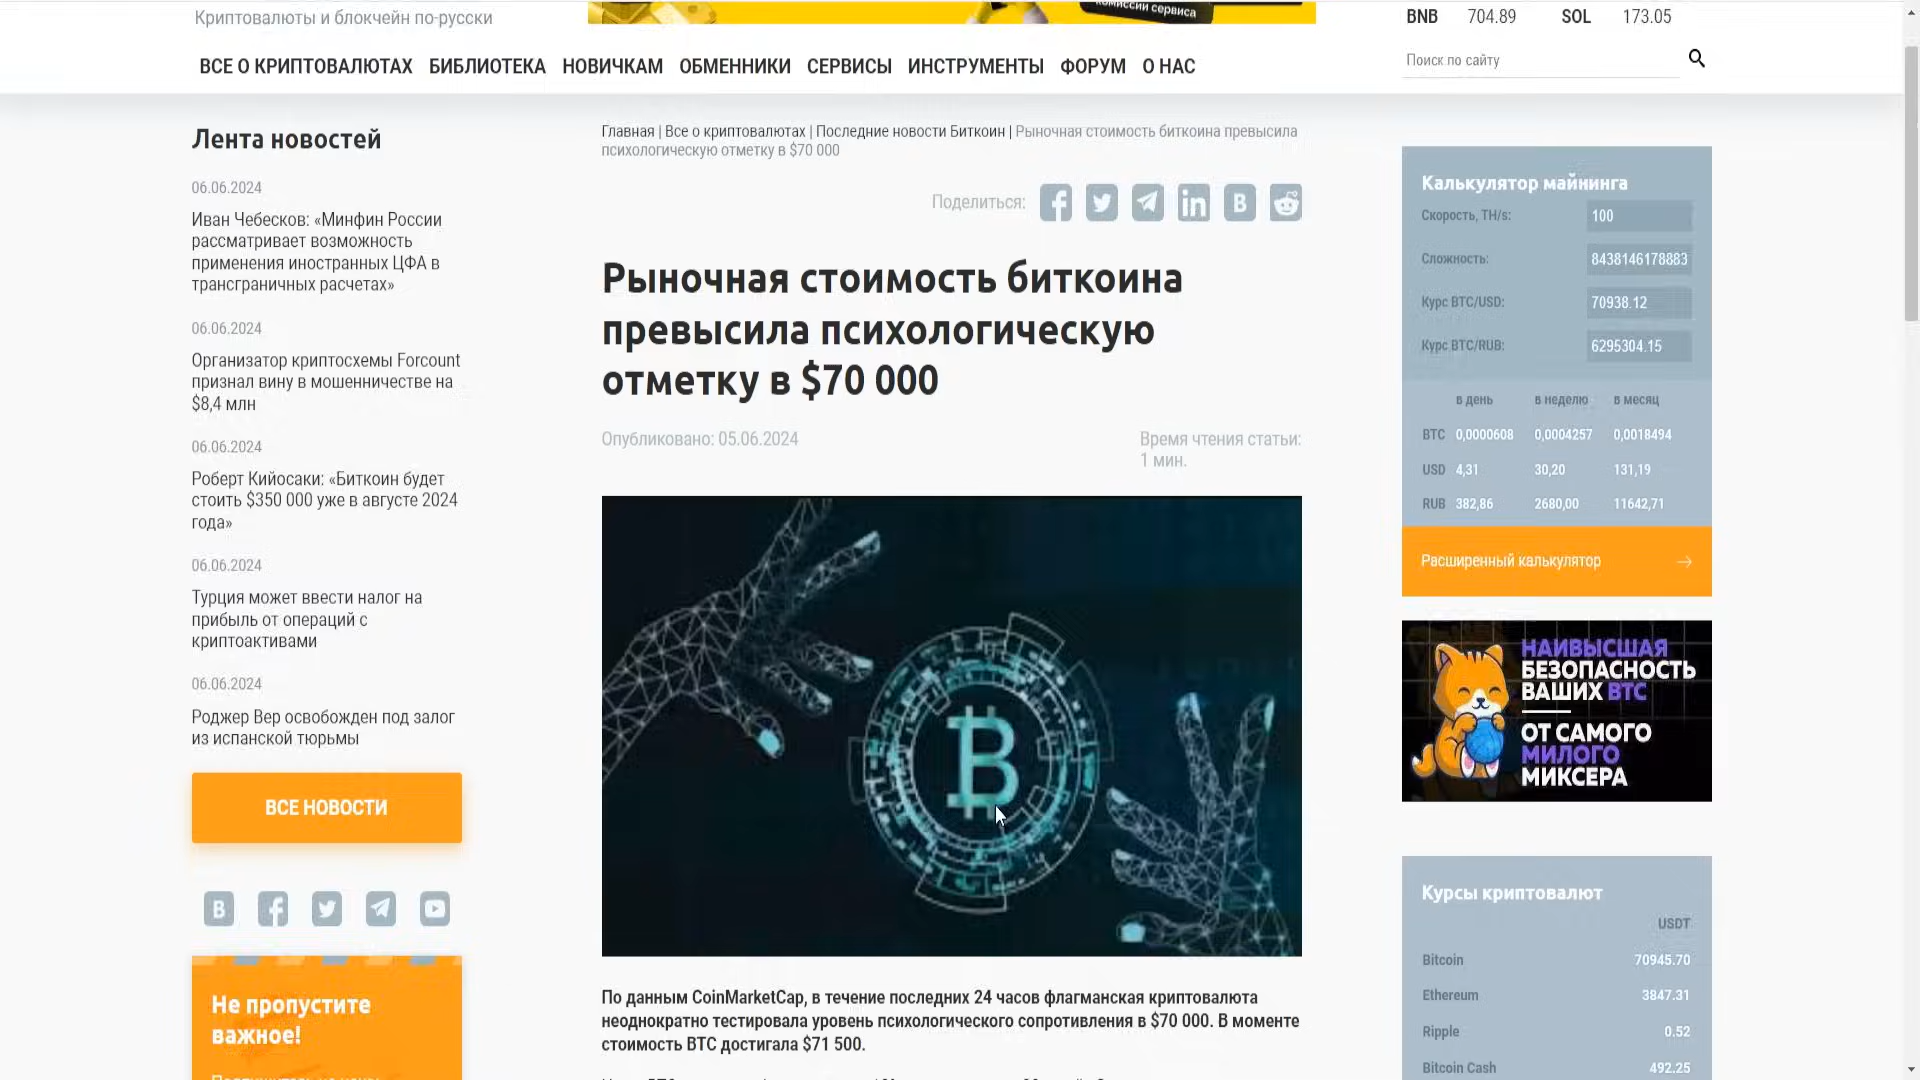 Криптовалюты и блокчейн по-русски
комиссии сервиса
BNB 704.89 SOL 173.05
ВСЕ О КРИПТОВАЛЮТАХ БИБЛИОТЕКА НОВИЧКАМ ОБМЕННИКИ СЕРВИСЫ ИНСТРУМЕНТЫ ФОРУМ О НАС
Поиск по сайту
Лента новостей
06.06.2024
Иван Чебесков: «Минфин России
рассматривает возможность
применения иностранных ЦФА в
трансграничных расчетах»
06.06.2024
Организатор криптосхемы Forcount
признал вину в мошенничестве на
$8,4 млн
06.06.2024
Роберт Кийосаки: «Биткоин будет
стоить $350 000 уже в августе 2024
года»
06.06.2024
Турция может ввести налог на
прибыль от операций с
криптоактивами
06.06.2024
Роджер Вер освобожден под залог
из испанской тюрьмы
ВСЕ НОВОСТИ
Не пропустите
важное!
Главная | Все о криптовалютах | Последние новости Биткоин | Рыночная стоимость биткоина превысила
психологическую отметку в $70 000
Поделиться:
Рыночная стоимость биткоина
превысила психологическую
отметку в $70 000
Опубликовано: 05.06.2024
Время чтения статьи:
1 мин.
По данным CoinMarketCap, в течение последних 24 часов флагманская криптовалюта
неоднократно тестировала уровень психологического сопротивления в $70 000. В моменте
стоимость BTC достигала $71 500.
Калькулятор майнинга
Скорость, TH/s: 100
Сложность: 8438146178883
Курс BTC/USD: 70938.12
Курс BTC/RUB: 6295304.15
в день в неделю в месяц
BTC 0,0000608 0,0004257 0,0018494
USD 4,31 30,20 131,19
RUB 382,86 2680,00 11642,71
Расширенный калькулятор
НАИВЫСШАЯ
БЕЗОПАСНОСТЬ
ВАШИХ BTC
ОТ САМОГО
МИЛОГО
МИКСЕРА
Курсы криптовалют
USDT
Bitcoin 70945.70
Ethereum 3847.31
Ripple 0.52
Bitcoin Cash 492.25